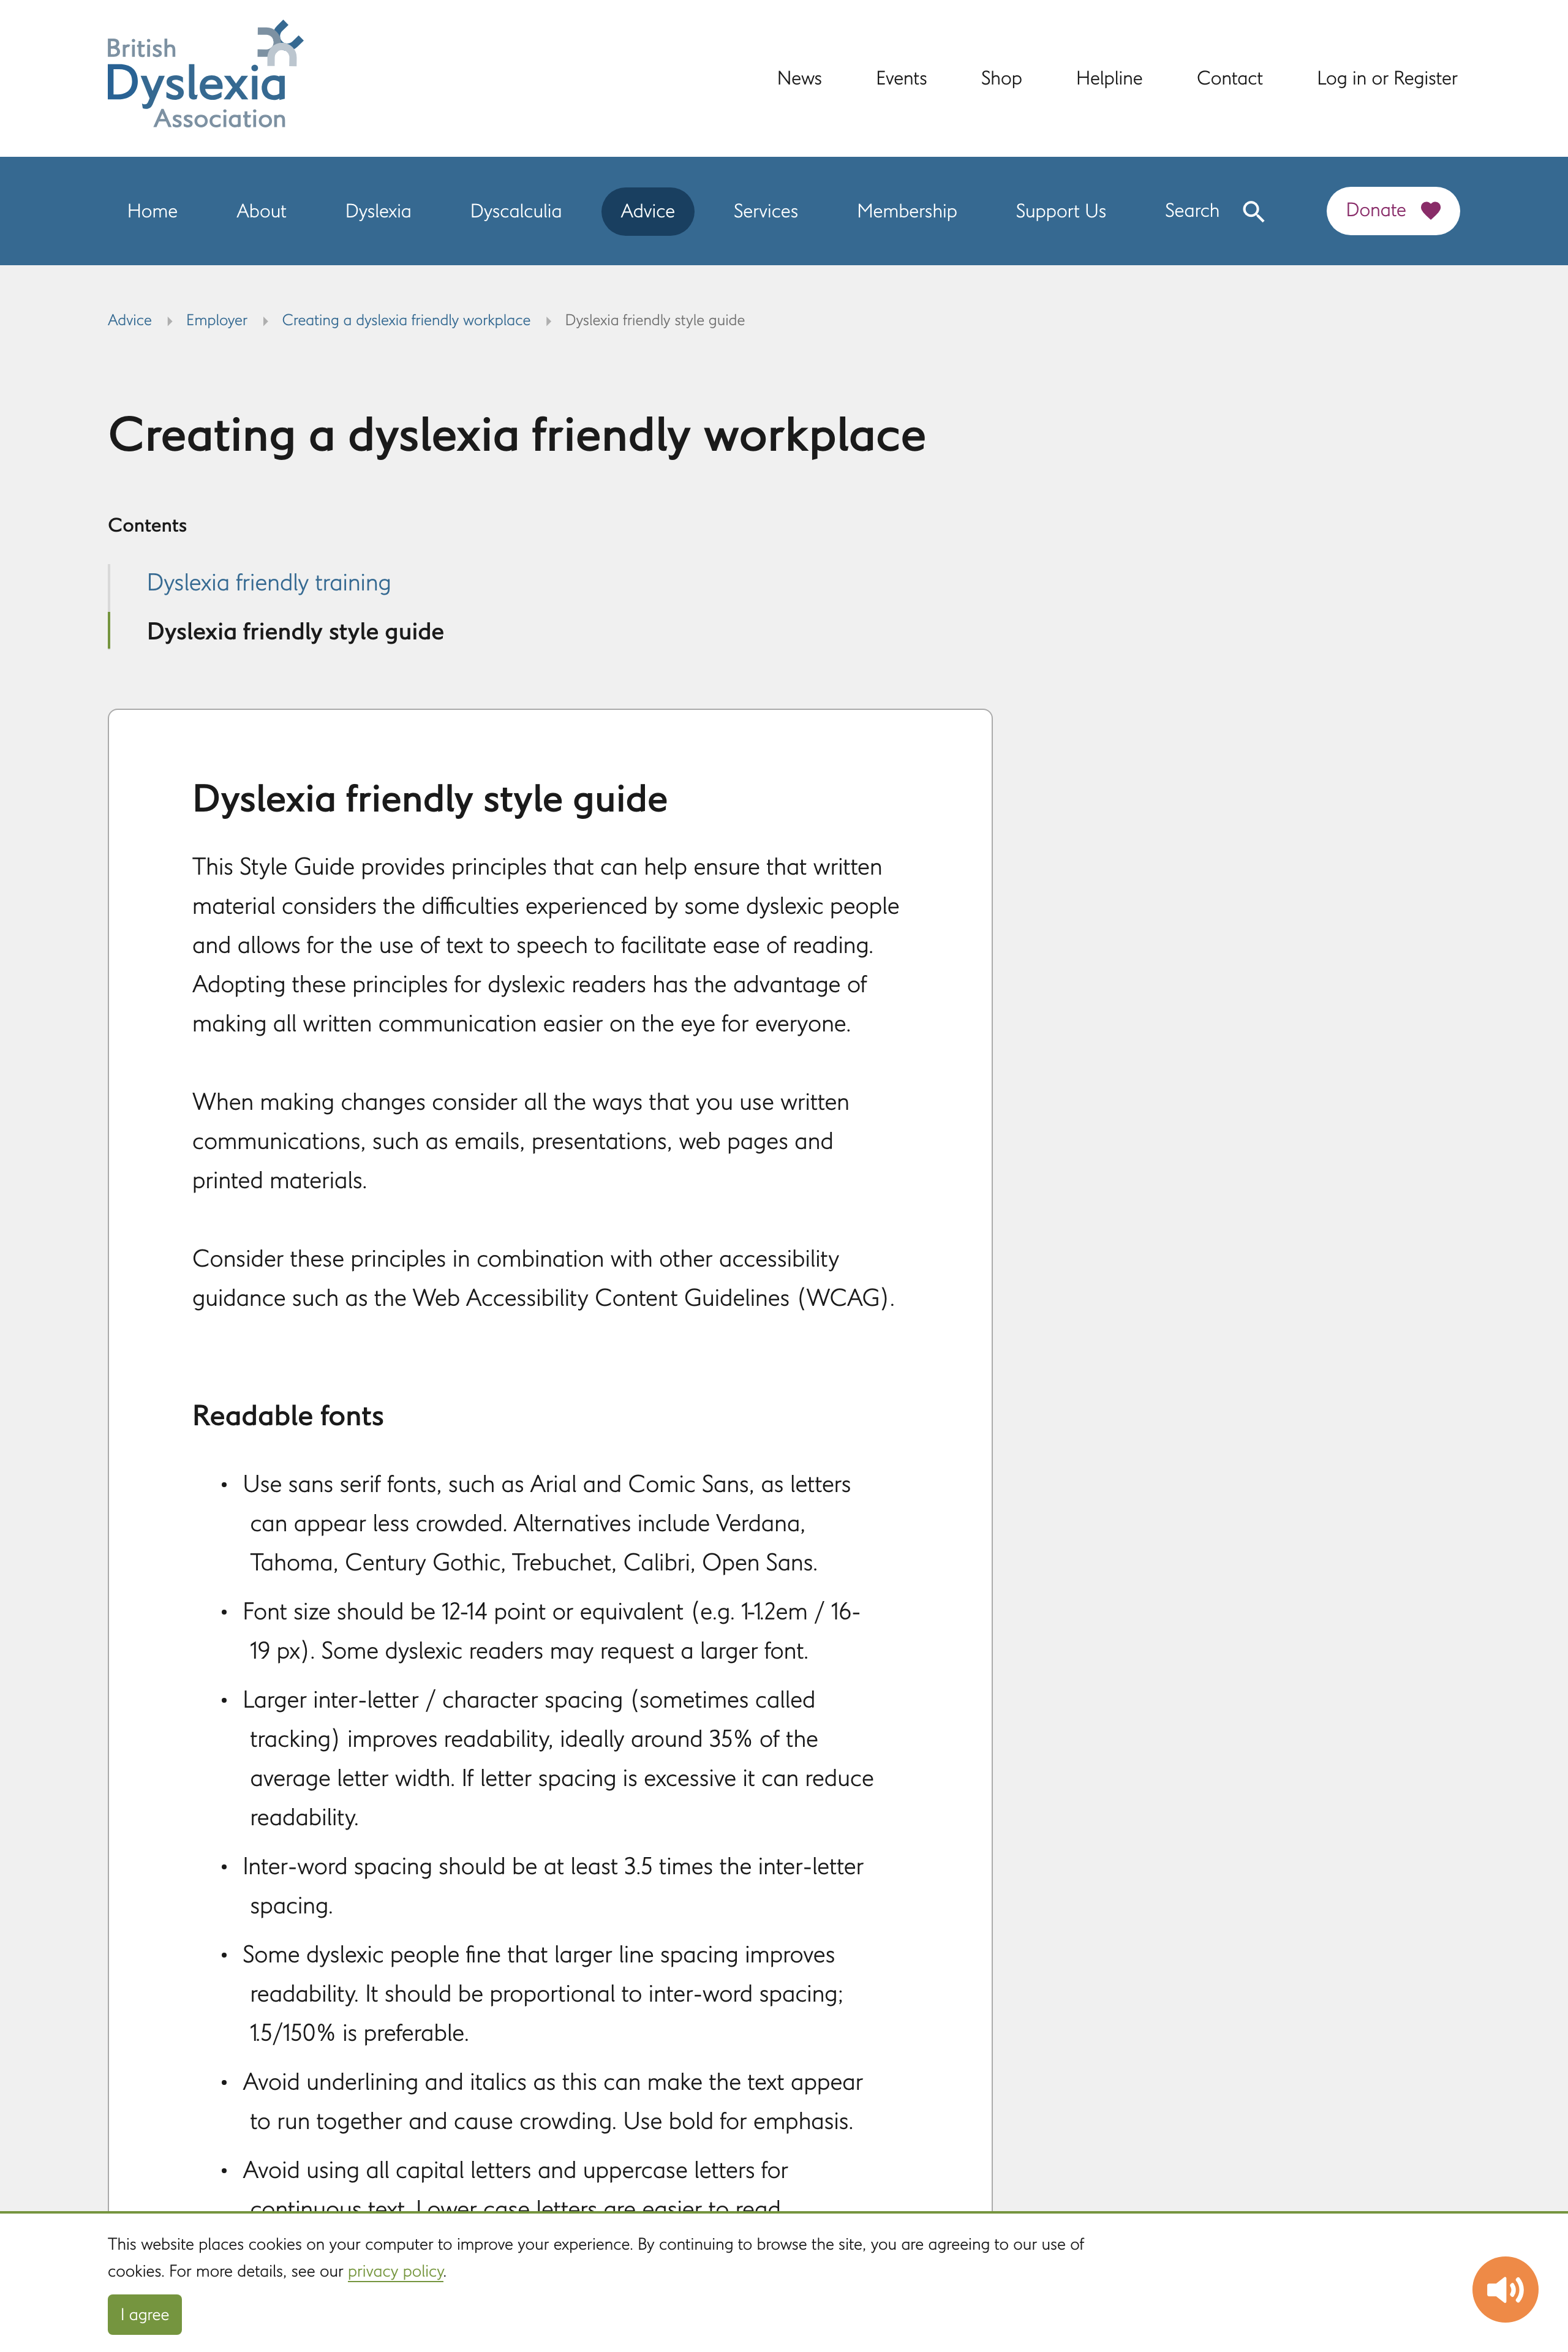 British
Dyslexia
Association
News Events Shop Helpline Contact Log in or Register
Home About Dyslexia Dyscalculia Advice Services Membership Support Us Search Donate
Advice Employer Creating a dyslexia friendly workplace Dyslexia friendly style guide
Creating a dyslexia friendly workplace
Contents
Dyslexia friendly training
Dyslexia friendly style guide
Dyslexia friendly style guide
This Style Guide provides principles that can help ensure that written
material considers the difficulties experienced by some dyslexic people
and allows for the use of text to speech to facilitate ease of reading.
Adopting these principles for dyslexic readers has the advantage of
making all written communication easier on the eye for everyone.
When making changes consider all the ways that you use written
communications, such as emails, presentations, web pages and
printed materials.
Consider these principles in combination with other accessibility
guidance such as the Web Accessibility Content Guidelines (WCAG).
Readable fonts
• Use sans serif fonts, such as Arial and Comic Sans, as letters
can appear less crowded. Alternatives include Verdana,
Tahoma, Century Gothic, Trebuchet, Calibri, Open Sans.
• Font size should be 12-14 point or equivalent (e.g. 1-1.2em / 16-
19 px). Some dyslexic readers may request a larger font.
• Larger inter-letter / character spacing (sometimes called
tracking) improves readability, ideally around 35% of the
average letter width. If letter spacing is excessive it can reduce
readability.
• Inter-word spacing should be at least 3.5 times the inter-letter
spacing.
• Some dyslexic people fine that larger line spacing improves
readability. It should be proportional to inter-word spacing;
1.5/150% is preferable.
• Avoid underlining and italics as this can make the text appear
to run together and cause crowding. Use bold for emphasis.
• Avoid using all capital letters and uppercase letters for
continuous text. Lower case letters are easier to read.
This website places cookies on your computer to improve your experience. By continuing to browse the site, you are agreeing to our use of
cookies. For more details, see our privacy policy.
I agree